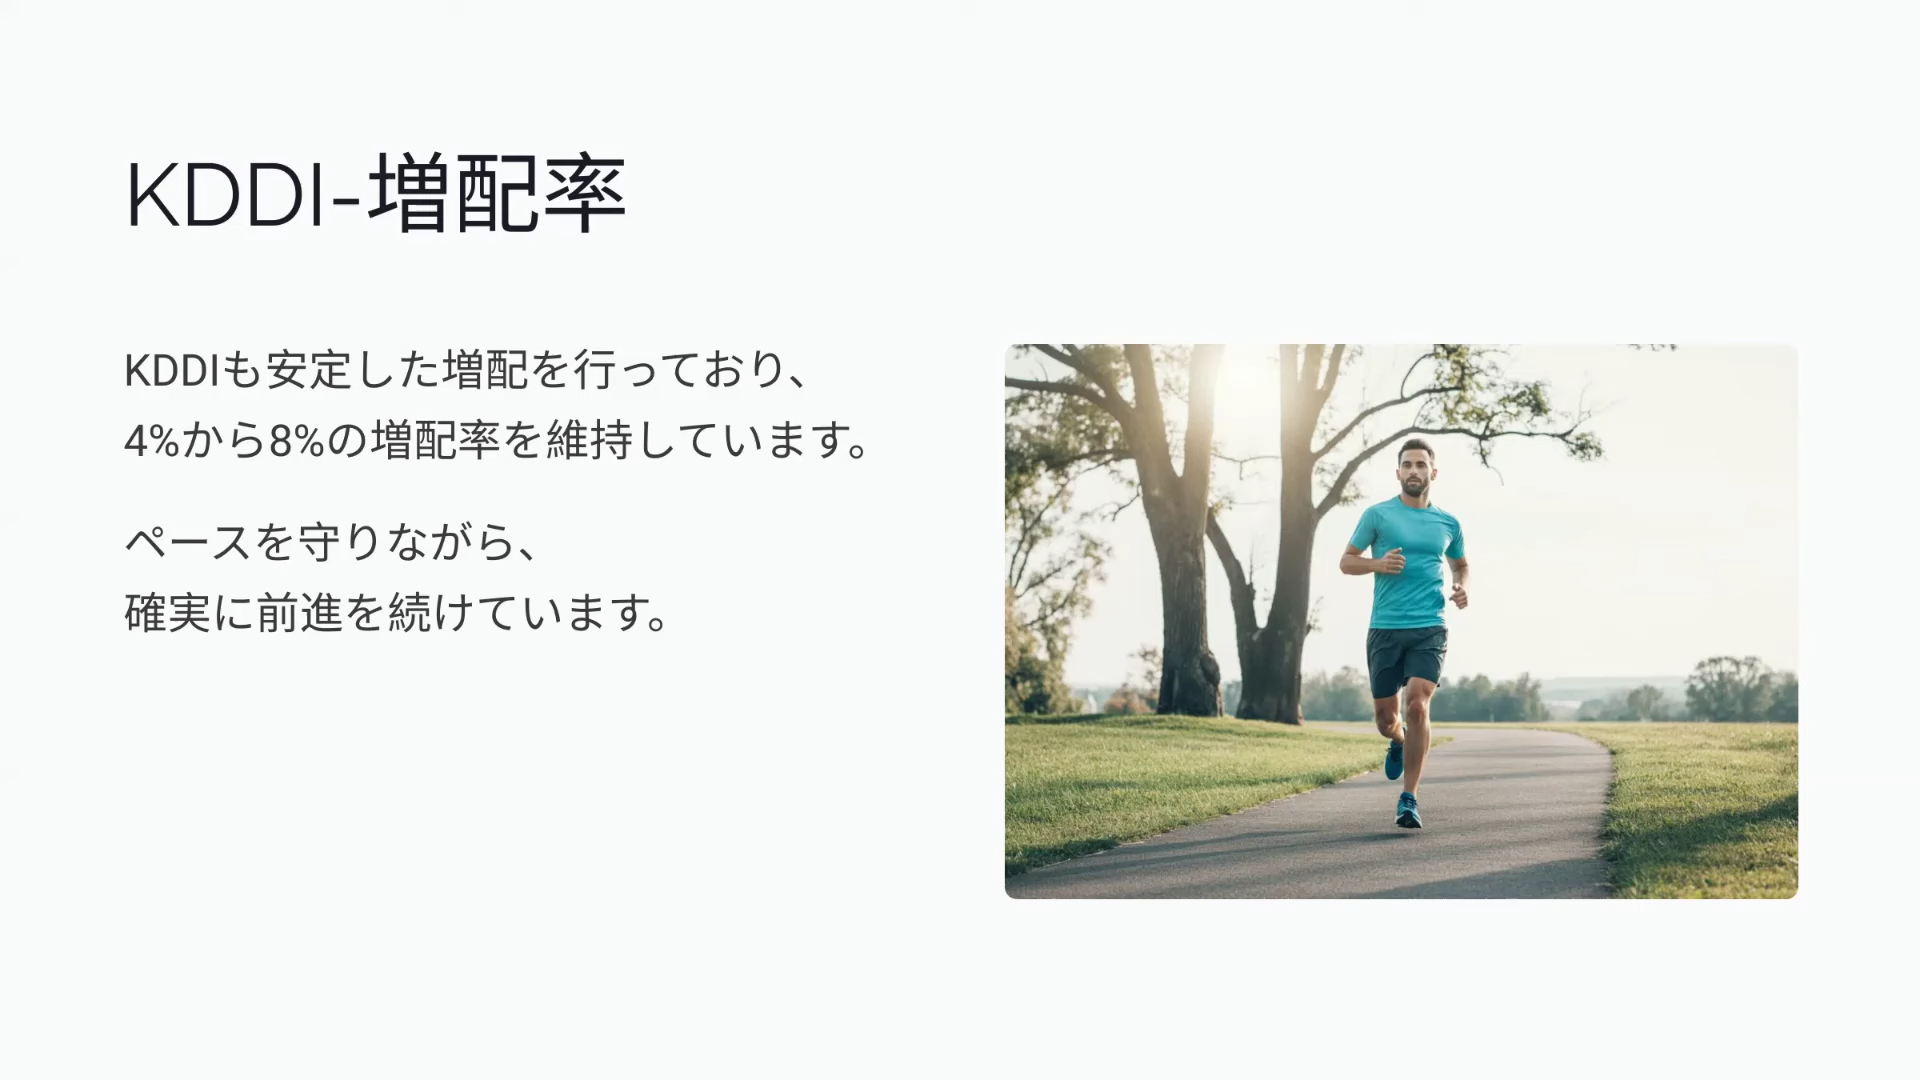 KDDI-増配率
KDDIも安定した増配を行っており、
4%から8%の増配率を維持しています。
ペースを守りながら、
確実に前進を続けています。